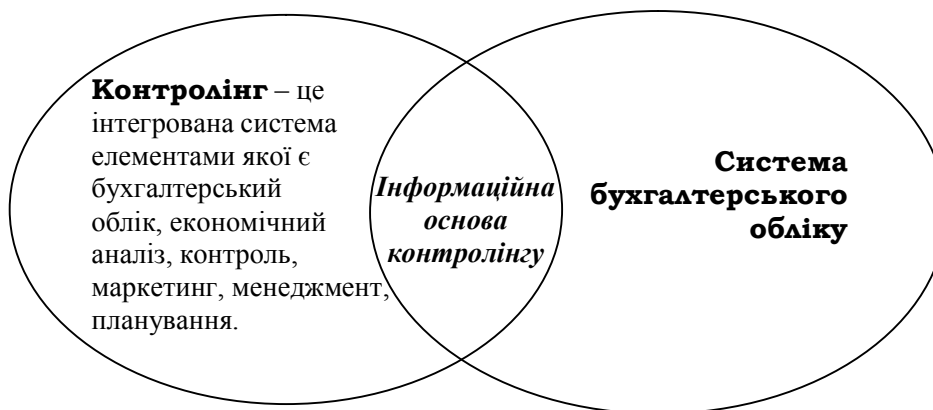 Контролінг – це
інтегрована система
елементами якої є
бухгалтерський
облік, економічний
аналіз, контроль,
маркетинг, менеджмент,
планування.
Інформаційна
основа
контролінгу
Система
бухгалтерського
обліку